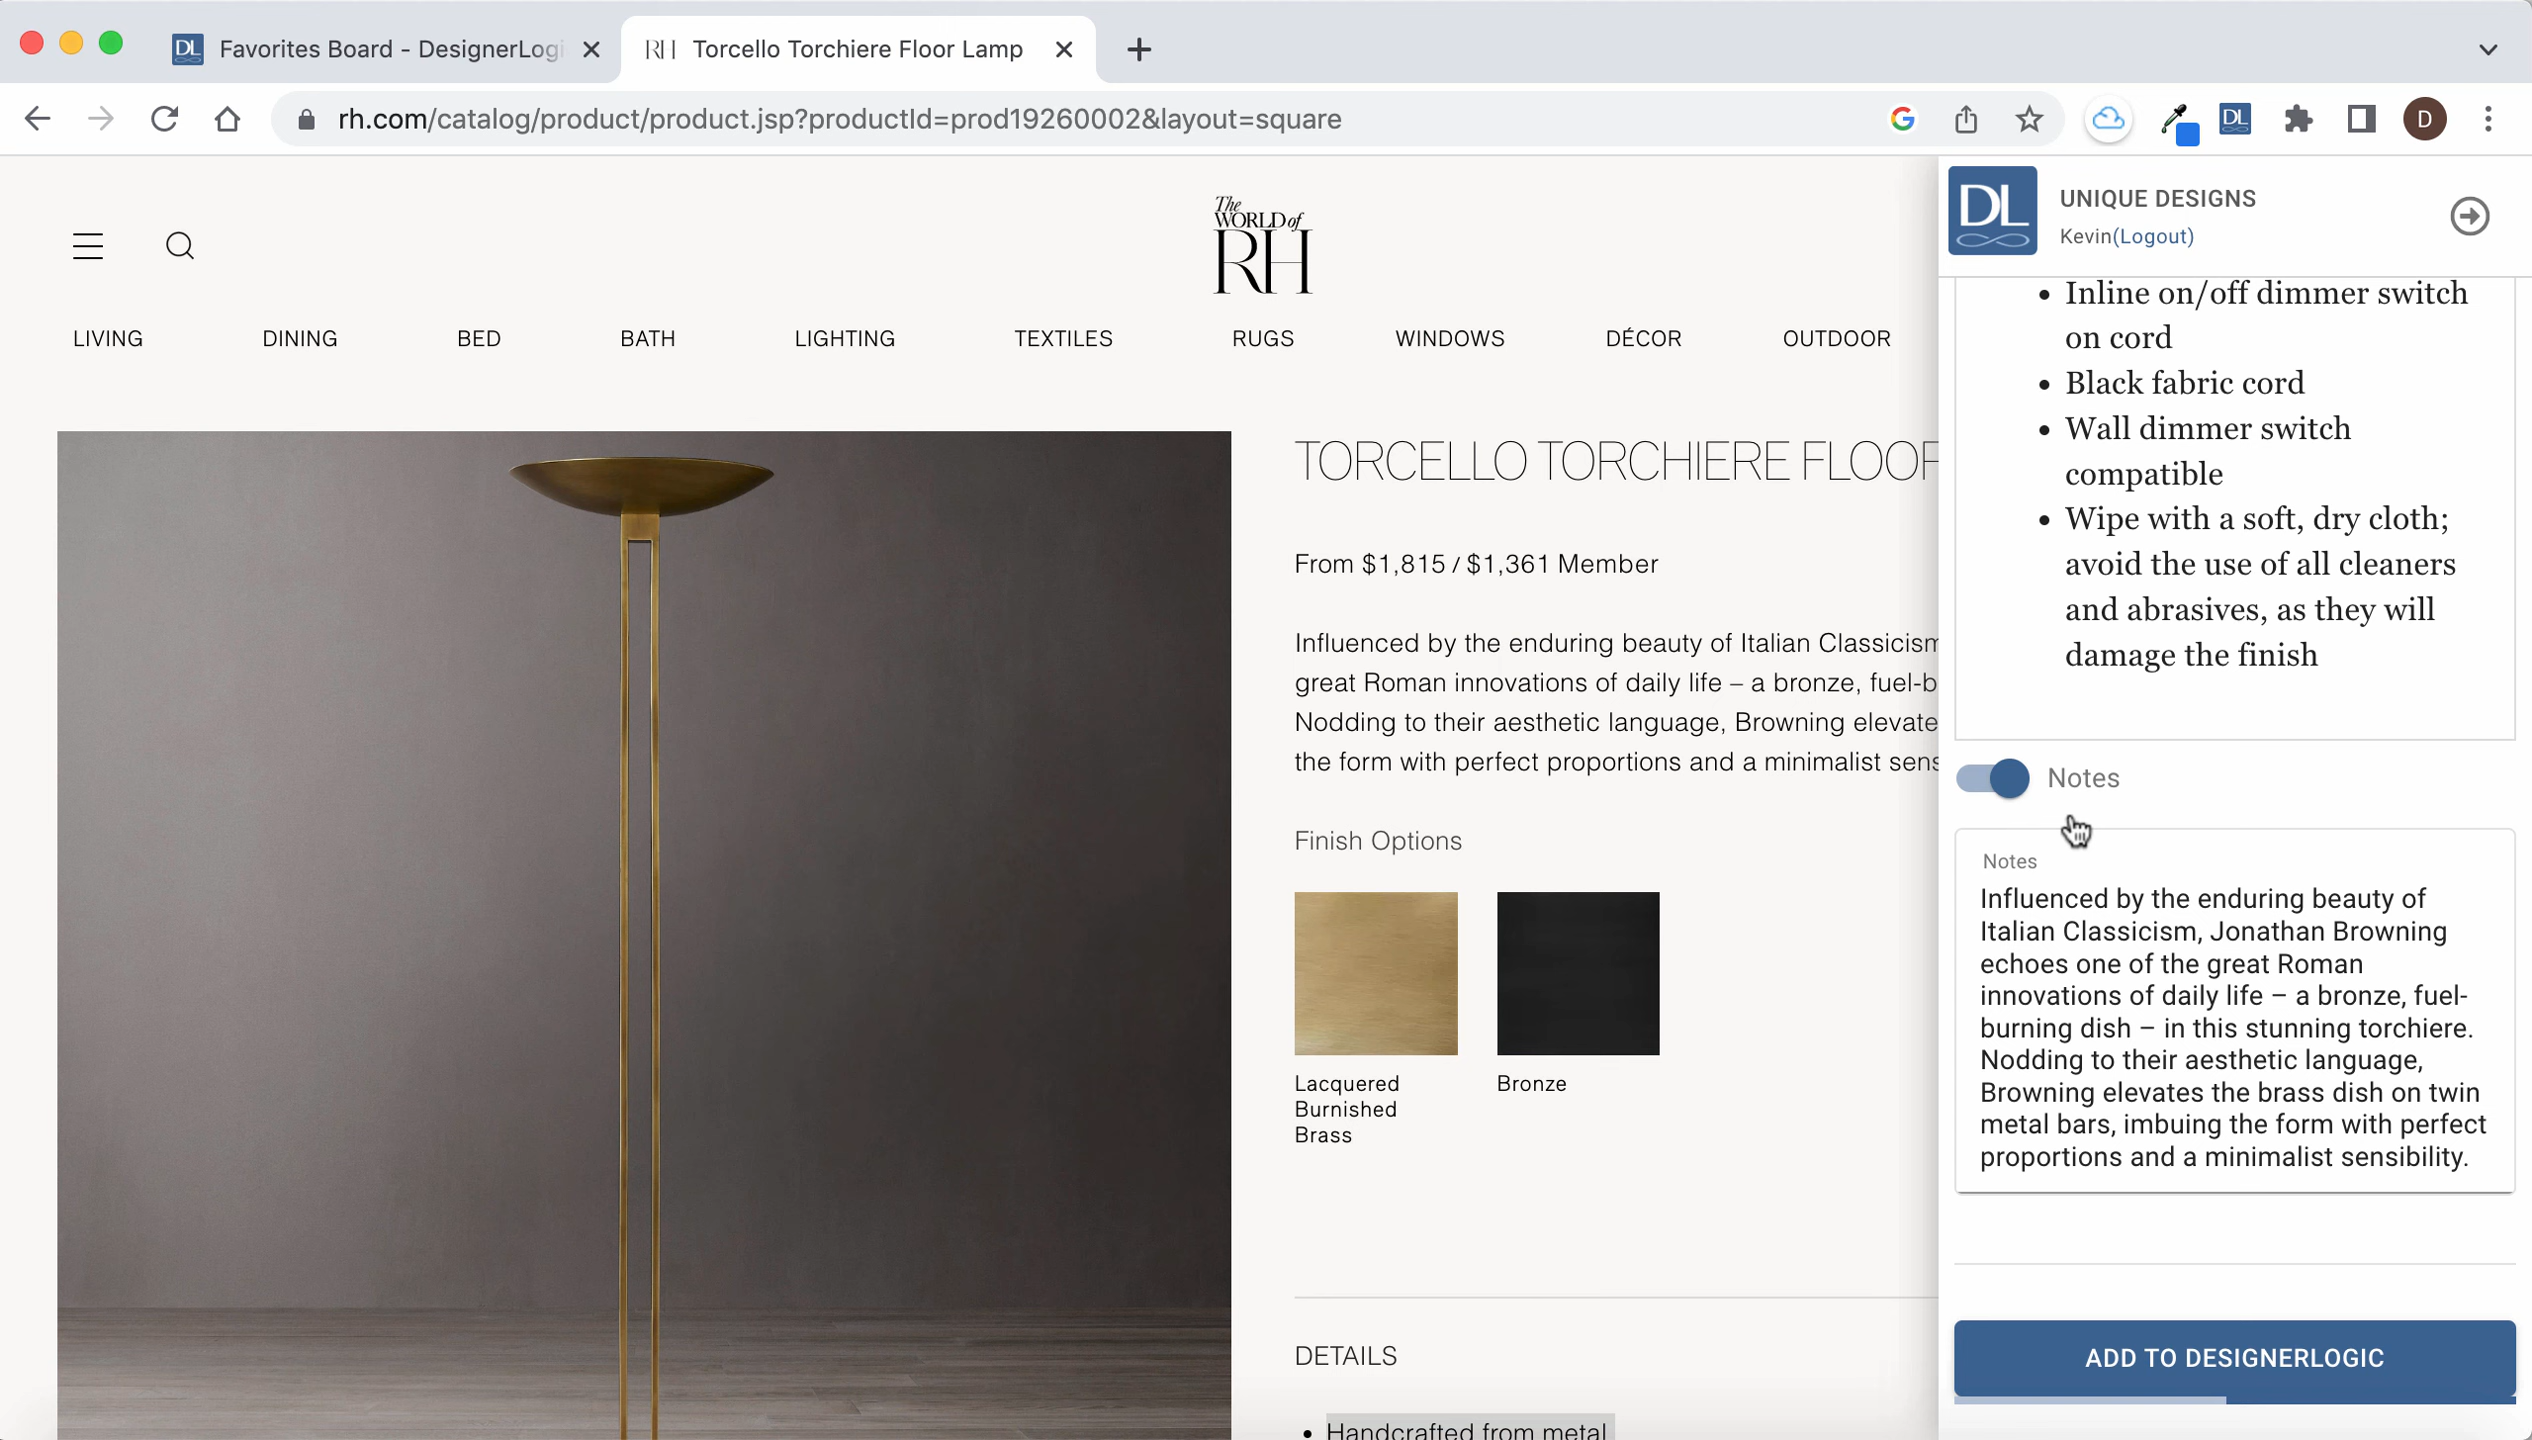 DL Favorites Board - DesignerLogi
RH Torcello Torchiere Floor Lamp
rh.com/catalog/product/product.jsp?productId=prod19260002&layout=square
G
DL
D
The
WORLD of
RH
LIVING DINING BED BATH LIGHTING TEXTILES RUGS WINDOWS DÉCOR OUTDOOR
TORCELLO TORCHIERE FLOOR
From $1,815 / $1,361 Member
Influenced by the enduring beauty of Italian Classicism
great Roman innovations of daily life – a bronze, fuel-b
Nodding to their aesthetic language, Browning elevate
the form with perfect proportions and a minimalist sens
Finish Options
Lacquered
Burnished
Brass
Bronze
DETAILS
• Handcrafted from metal
DL
UNIQUE DESIGNS
Kevin(Logout)
• Inline on/off dimmer switch
on cord
• Black fabric cord
• Wall dimmer switch
compatible
• Wipe with a soft, dry cloth;
avoid the use of all cleaners
and abrasives, as they will
damage the finish
Notes
Notes
Influenced by the enduring beauty of
Italian Classicism, Jonathan Browning
echoes one of the great Roman
innovations of daily life – a bronze, fuel-
burning dish – in this stunning torchiere.
Nodding to their aesthetic language,
Browning elevates the brass dish on twin
metal bars, imbuing the form with perfect
proportions and a minimalist sensibility.
ADD TO DESIGNERLOGIC